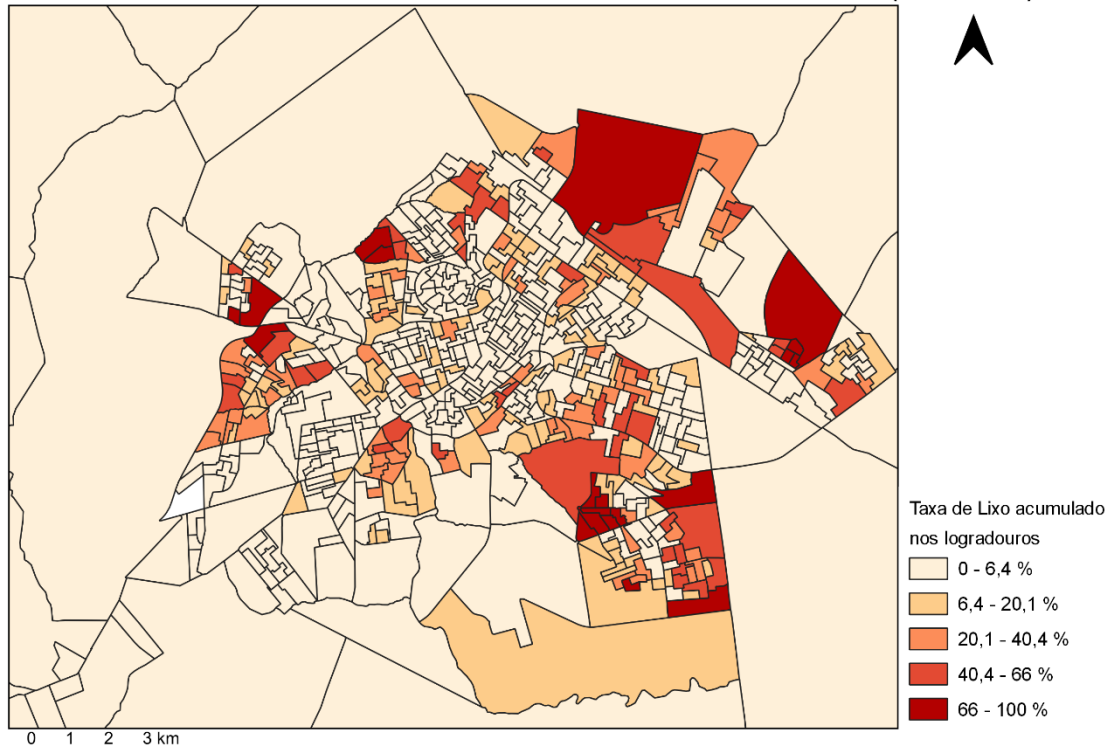 Taxa de Lixo acumulado
nos logradouros
0 - 6,4 %
6,4 - 20,1 %
20,1 - 40,4 %
40,4 - 66 %
66 - 100 %
0 1 2 3 km